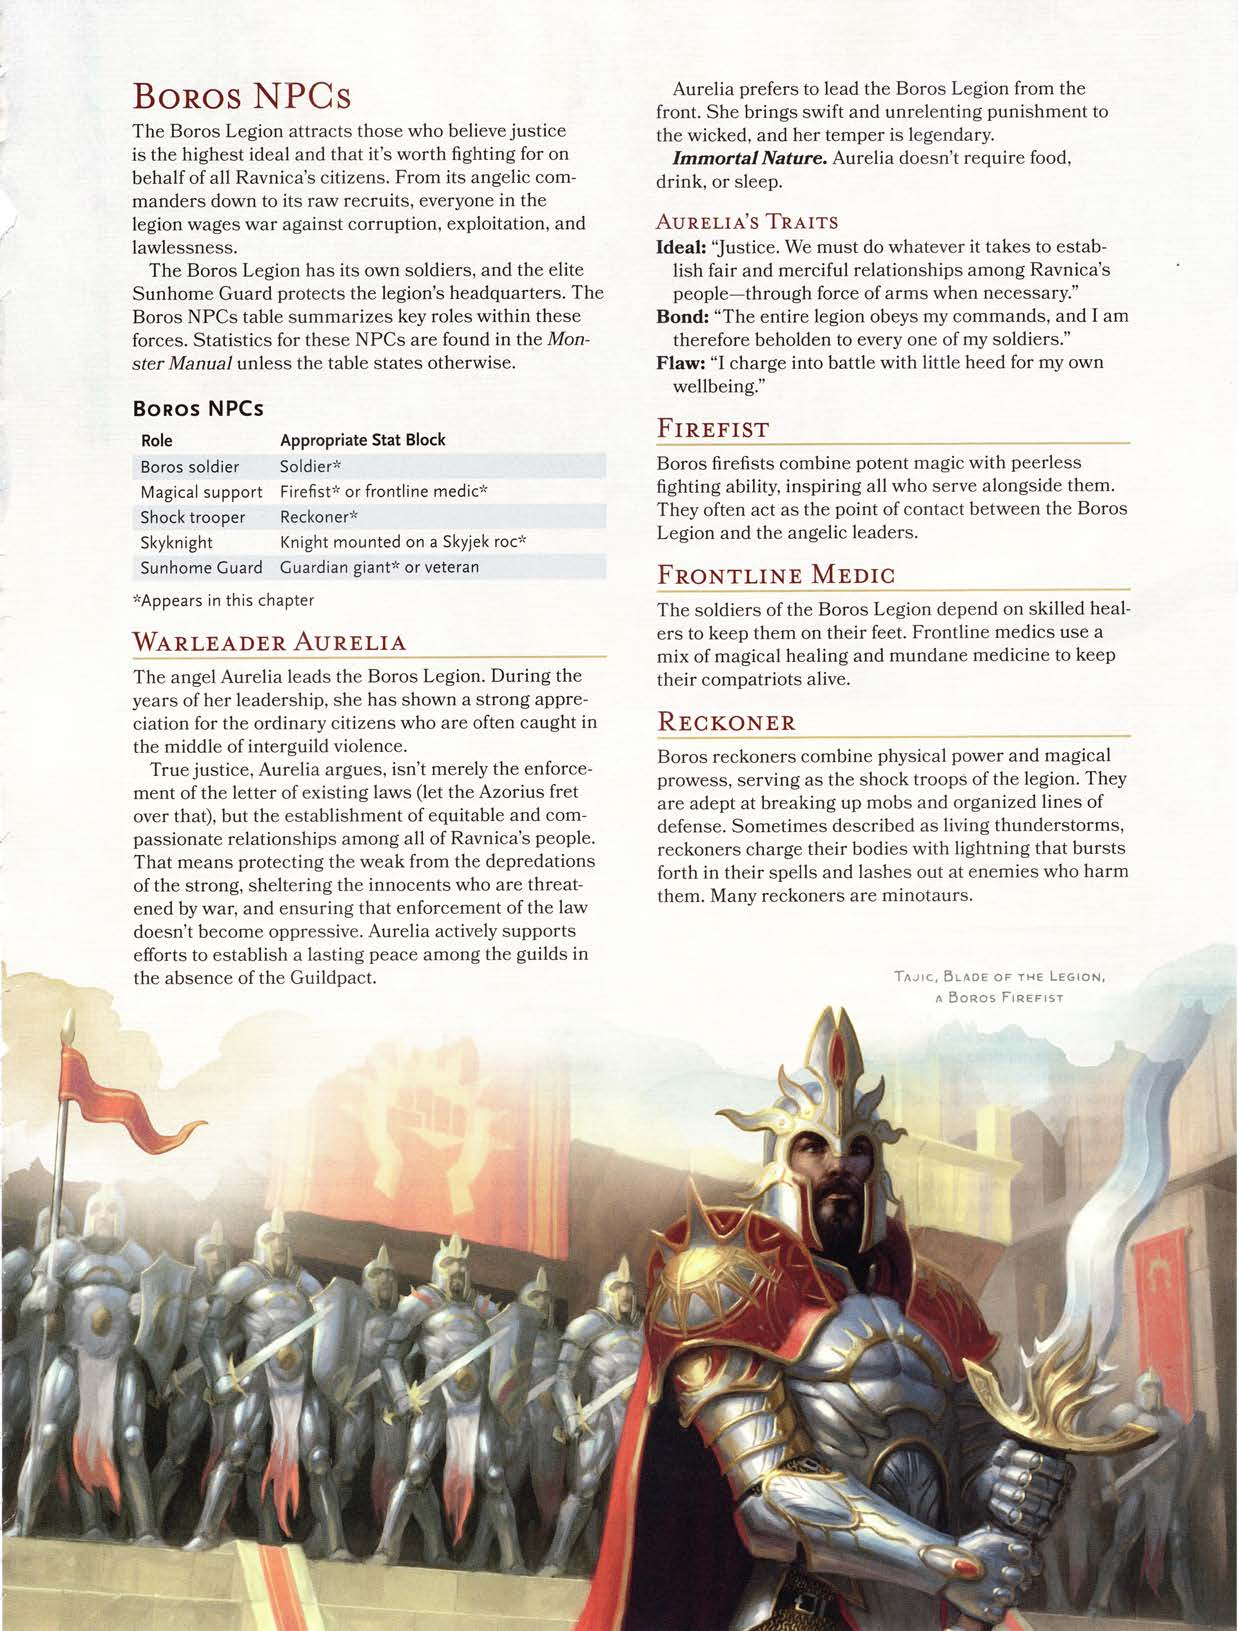 Boros NPCs
The Boros Legion attracts those who believe justice
is the highest ideal and that it's worth fighting for on
behalf of all Ravnica's citizens. From its angelic com-
manders down to its raw recruits, everyone in the
legion wages war against corruption, exploitation, and
lawlessness.
The Boros Legion has its own soldiers, and the elite
Sunhome Guard protects the legion's headquarters. The
Boros NPCs table summarizes key roles within these
forces. Statistics for these NPCs are found in the Mon-
ster Manual unless the table states otherwise.
Boros NPCs
Role Appropriate Stat Block
Boros soldier Soldier*
Magical support Firefist* or frontline medic*
Shock trooper Reckoner*
Skyknight Knight mounted on a Skyjek roc*
Sunhome Guard Guardian giant* or veteran
*Appears in this chapter
Warleader Aurelia
The angel Aurelia leads the Boros Legion. During the
years of her leadership, she has shown a strong appre-
ciation for the ordinary citizens who are often caught in
the middle of interguild violence.
True justice, Aurelia argues, isn't merely the enforce-
ment of the letter of existing laws (let the Azorius fret
over that), but the establishment of equitable and com-
passionate relationships among all of Ravnica's people.
That means protecting the weak from the depredations
of the strong, sheltering the innocents who are threat-
ened by war, and ensuring that enforcement of the law
doesn't become oppressive. Aurelia actively supports
efforts to establish a lasting peace among the guilds in
the absence of the Guildpact.
Aurelia prefers to lead the Boros Legion from the
front. She brings swift and unrelenting punishment to
the wicked, and her temper is legendary.
Immortal Nature. Aurelia doesn't require food,
drink, or sleep.
Aurelia's Traits
Ideal: "Justice. We must do whatever it takes to estab-
lish fair and merciful relationships among Ravnica's
people—through force of arms when necessary."
Bond: "The entire legion obeys my commands, and I am
therefore beholden to every one of my soldiers."
Flaw: "I charge into battle with little heed for my own
wellbeing."
Firefist
Boros firefists combine potent magic with peerless
fighting ability, inspiring all who serve alongside them.
They often act as the point of contact between the Boros
Legion and the angelic leaders.
Frontline Medic
The soldiers of the Boros Legion depend on skilled heal-
ers to keep them on their feet. Frontline medics use a
mix of magical healing and mundane medicine to keep
their compatriots alive.
Reckoner
Boros reckoners combine physical power and magical
prowess, serving as the shock troops of the legion. They
are adept at breaking up mobs and organized lines of
defense. Sometimes described as living thunderstorms,
reckoners charge their bodies with lightning that bursts
forth in their spells and lashes out at enemies who harm
them. Many reckoners are minotaurs.
Tajic, Blade of the Legion,
a Boros Firefist